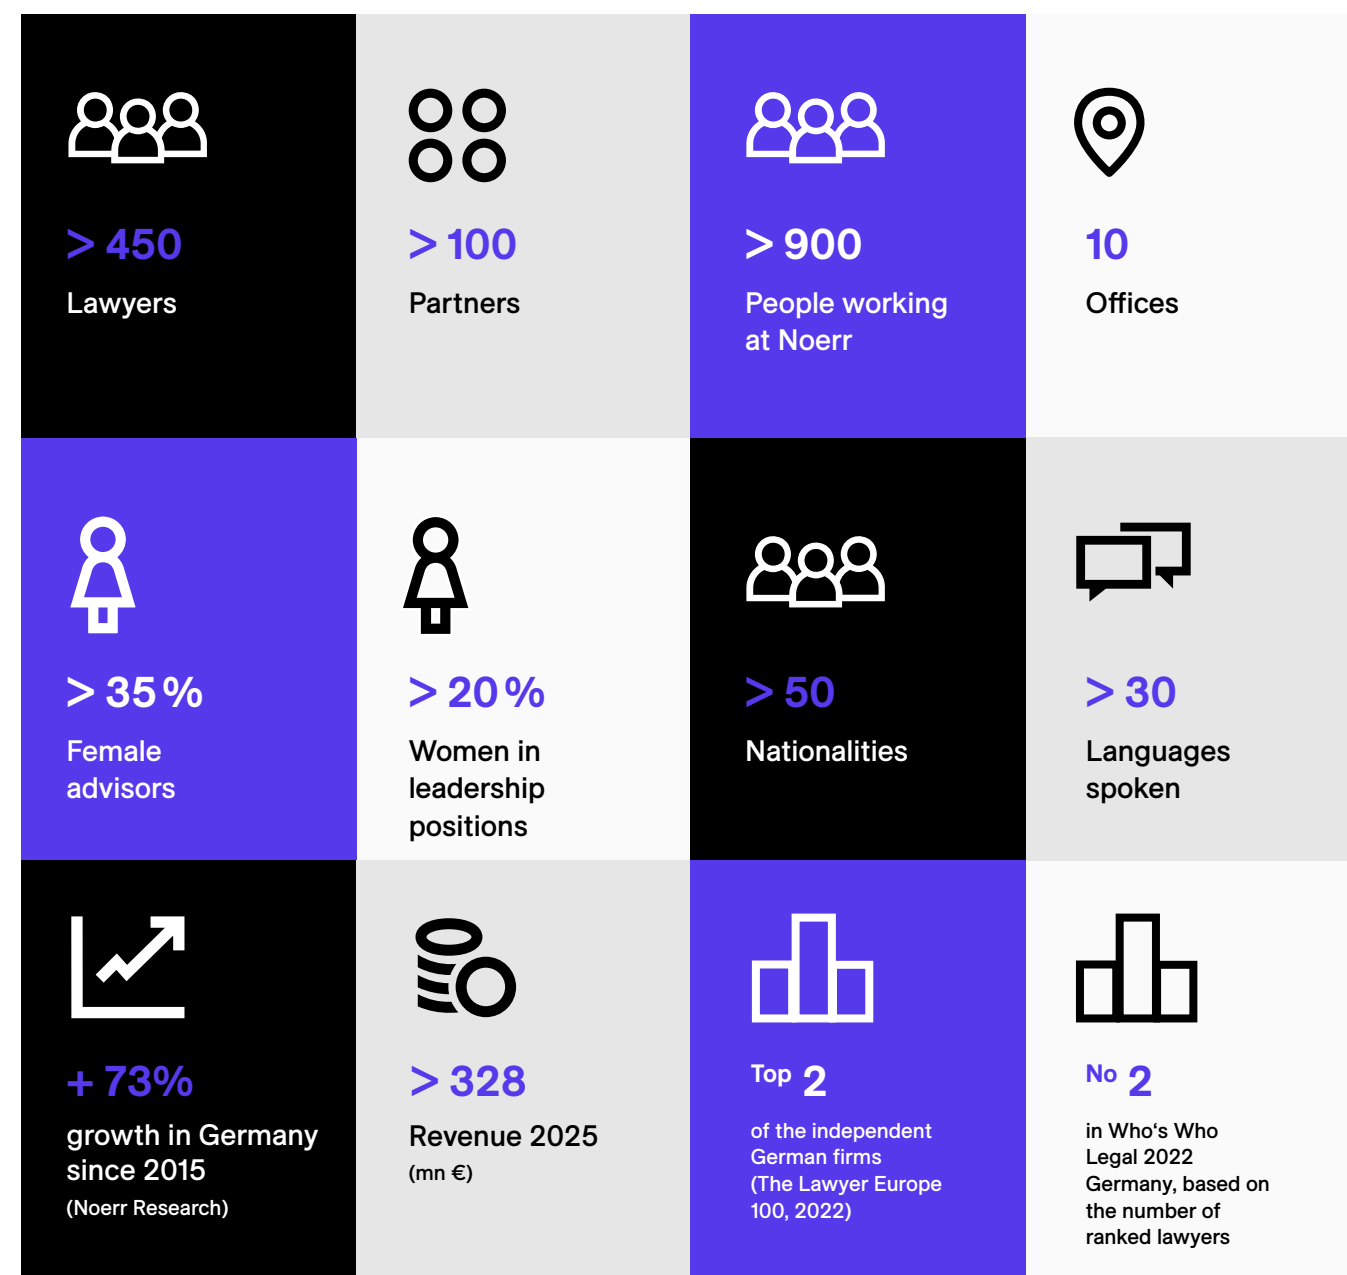 > 450
Lawyers
> 100
Partners
> 900
People working
at Noerr
10
Offices
> 35 %
Female
advisors
> 20 %
Women in
leadership
positions
> 50
Nationalities
> 30
Languages
spoken
+ 73%
growth in Germany
since 2015
(Noerr Research)
> 328
Revenue 2025
(mn €)
Top 2
of the independent
German firms
(The Lawyer Europe
100, 2022)
No 2
in Who‘s Who
Legal 2022
Germany, based on
the number of
ranked lawyers